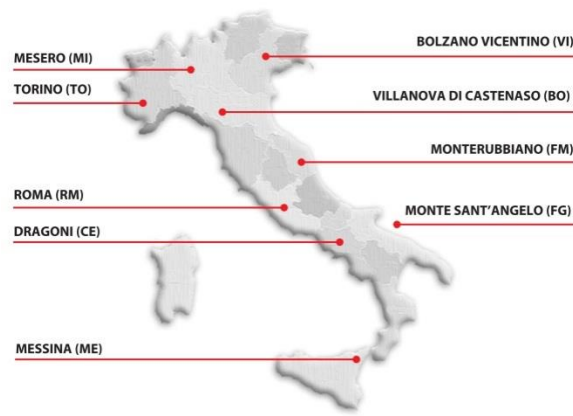 BOLZANO VICENTINO (VI)
MESERO (MI)
TORINO (TO)
VILLANOVA DI CASTENASO (BO)
MONTERUBBIANO (FM)
ROMA (RM)
MONTE SANT'ANGELO (FG)
DRAGONI (CE)
MESSINA (ME)